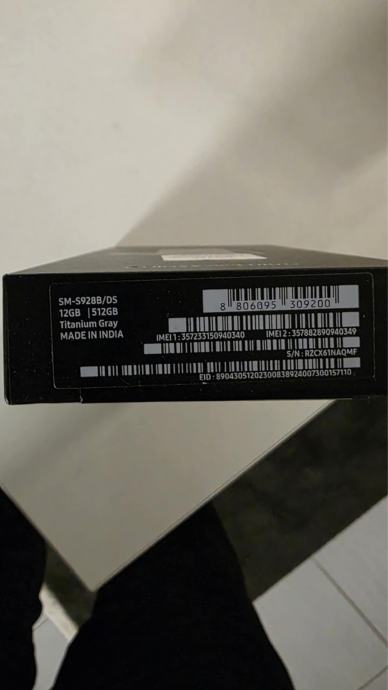 SM-S928B/DS
12GB | 512GB
Titanium Gray
MADE IN INDIA
8 806095 309200
IMEI 1 : 357233150940340
IMEI 2 : 357882890940349
S/N : RZCX61NAQMF
EID : 89043051202300838924007300157110